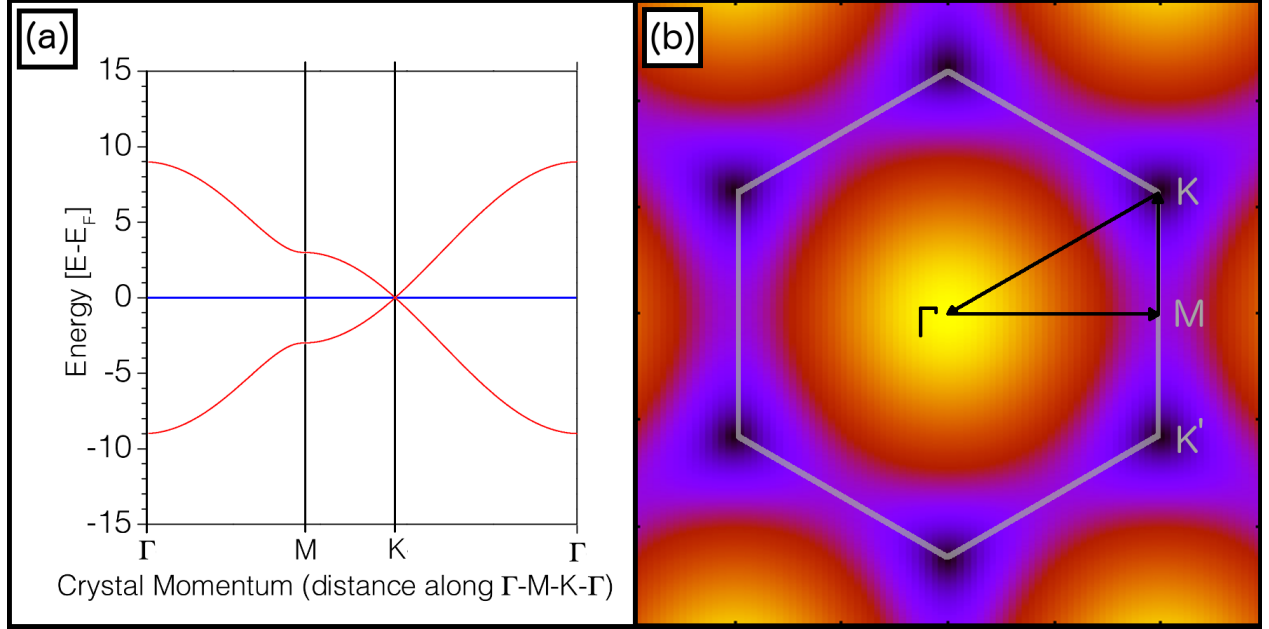 (a)
15
10
5
0
-5
-10
-15
Energy [E-E_F]
Γ M K Γ
Crystal Momentum (distance along Γ-M-K-Γ)
(b)
K
Γ M
K'